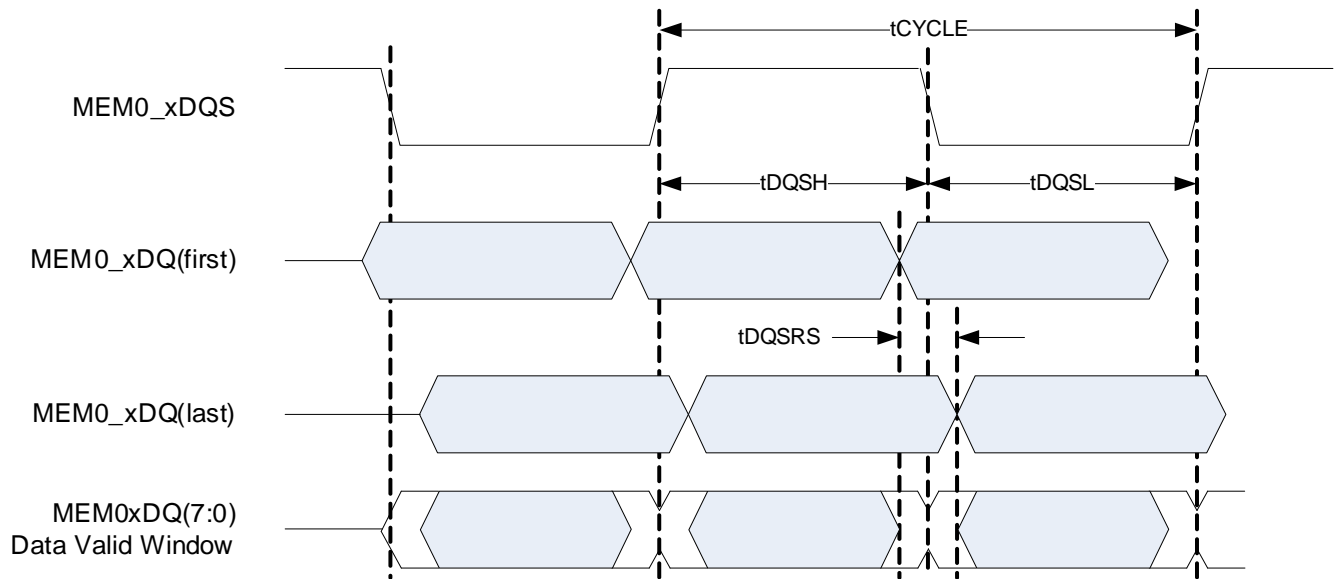 tCYCLE
MEM0_xDQS
tDQSH
tDQSL
MEM0_xDQ(first)
tDQSRS
MEM0_xDQ(last)
MEM0xDQ(7:0)
Data Valid Window